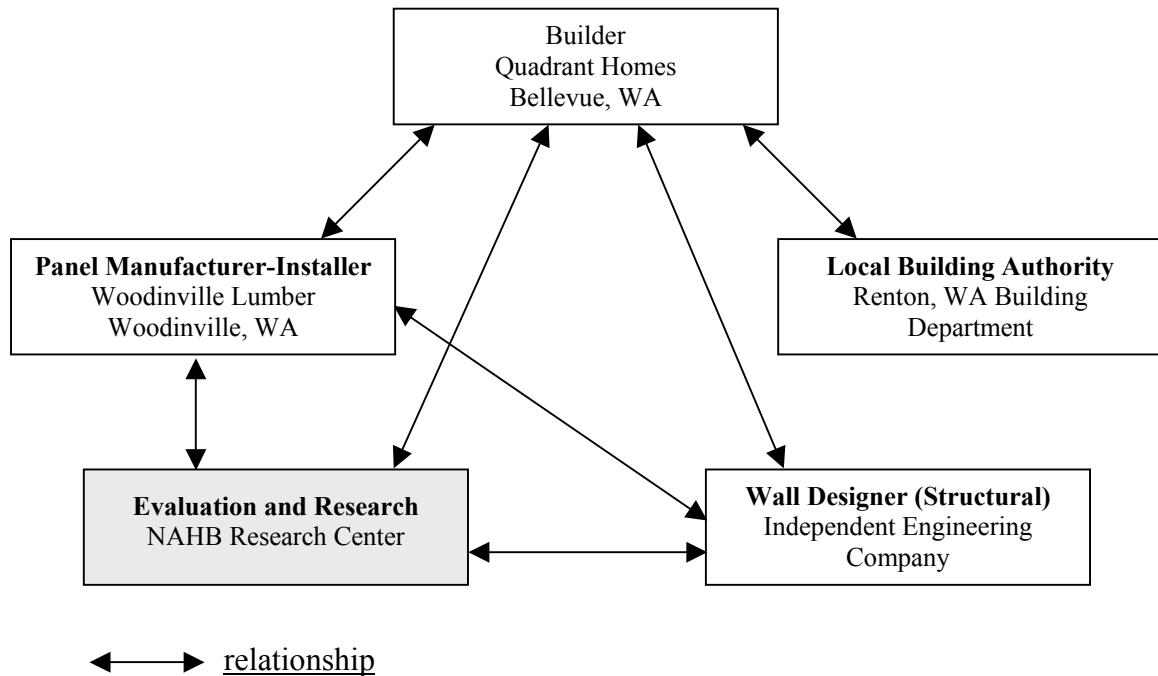 Builder
Quadrant Homes
Bellevue, WA
Panel Manufacturer-Installer
Woodinville Lumber
Woodinville, WA
Local Building Authority
Renton, WA Building
Department
Evaluation and Research
NAHB Research Center
Wall Designer (Structural)
Independent Engineering
Company
relationship